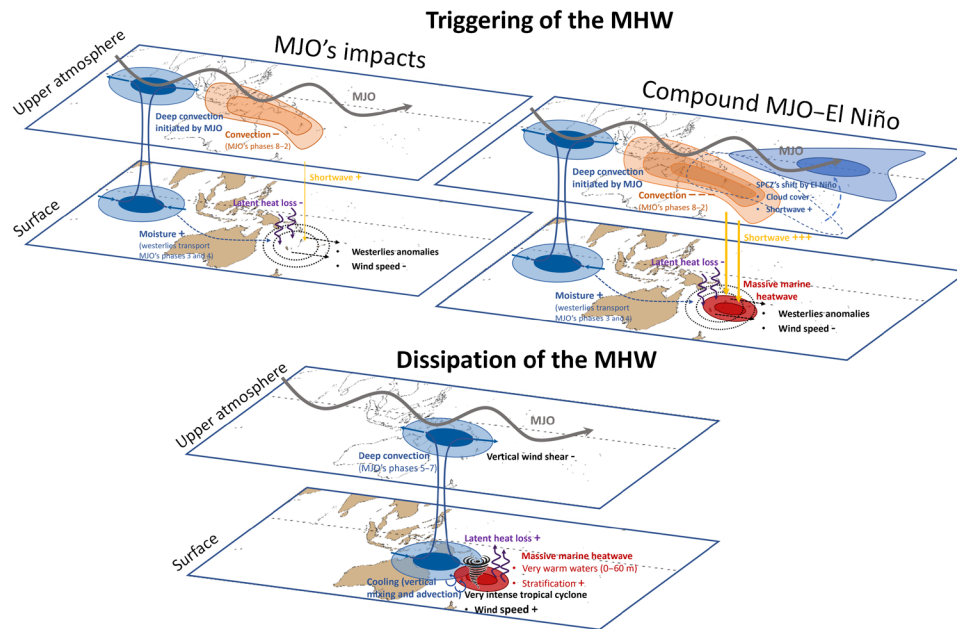 Triggering of the MHW
MJO's impacts
Upper atmosphere
MJO
Deep convection
initiated by MJO
Convection –
(MJO's phases 8–2)
Shortwave +
Surface
Latent heat loss -
Moisture +
(westerlies transport
MJO's phases 3 and 4)
• Westerlies anomalies
• Wind speed -
Compound MJO–El Niño
MJO
Deep convection
initiated by MJO
Convection –
(MJO's phases 8–2)
SPCZ's shift by El Niño
• Cloud cover -
• Shortwave +
Shortwave +++
Latent heat loss -
Moisture +
(westerlies transport
MJO's phases 3 and 4)
Massive marine
heatwave
• Westerlies anomalies
• Wind speed -
Dissipation of the MHW
Upper atmosphere
MJO
Deep convection
(MJO's phases 5–7)
Vertical wind shear -
Surface
Latent heat loss +
Massive marine heatwave
• Very warm waters (0–60 m)
• Stratification +
Cooling (vertical
mixing and advection)
Very intense tropical cyclone
• Wind speed +